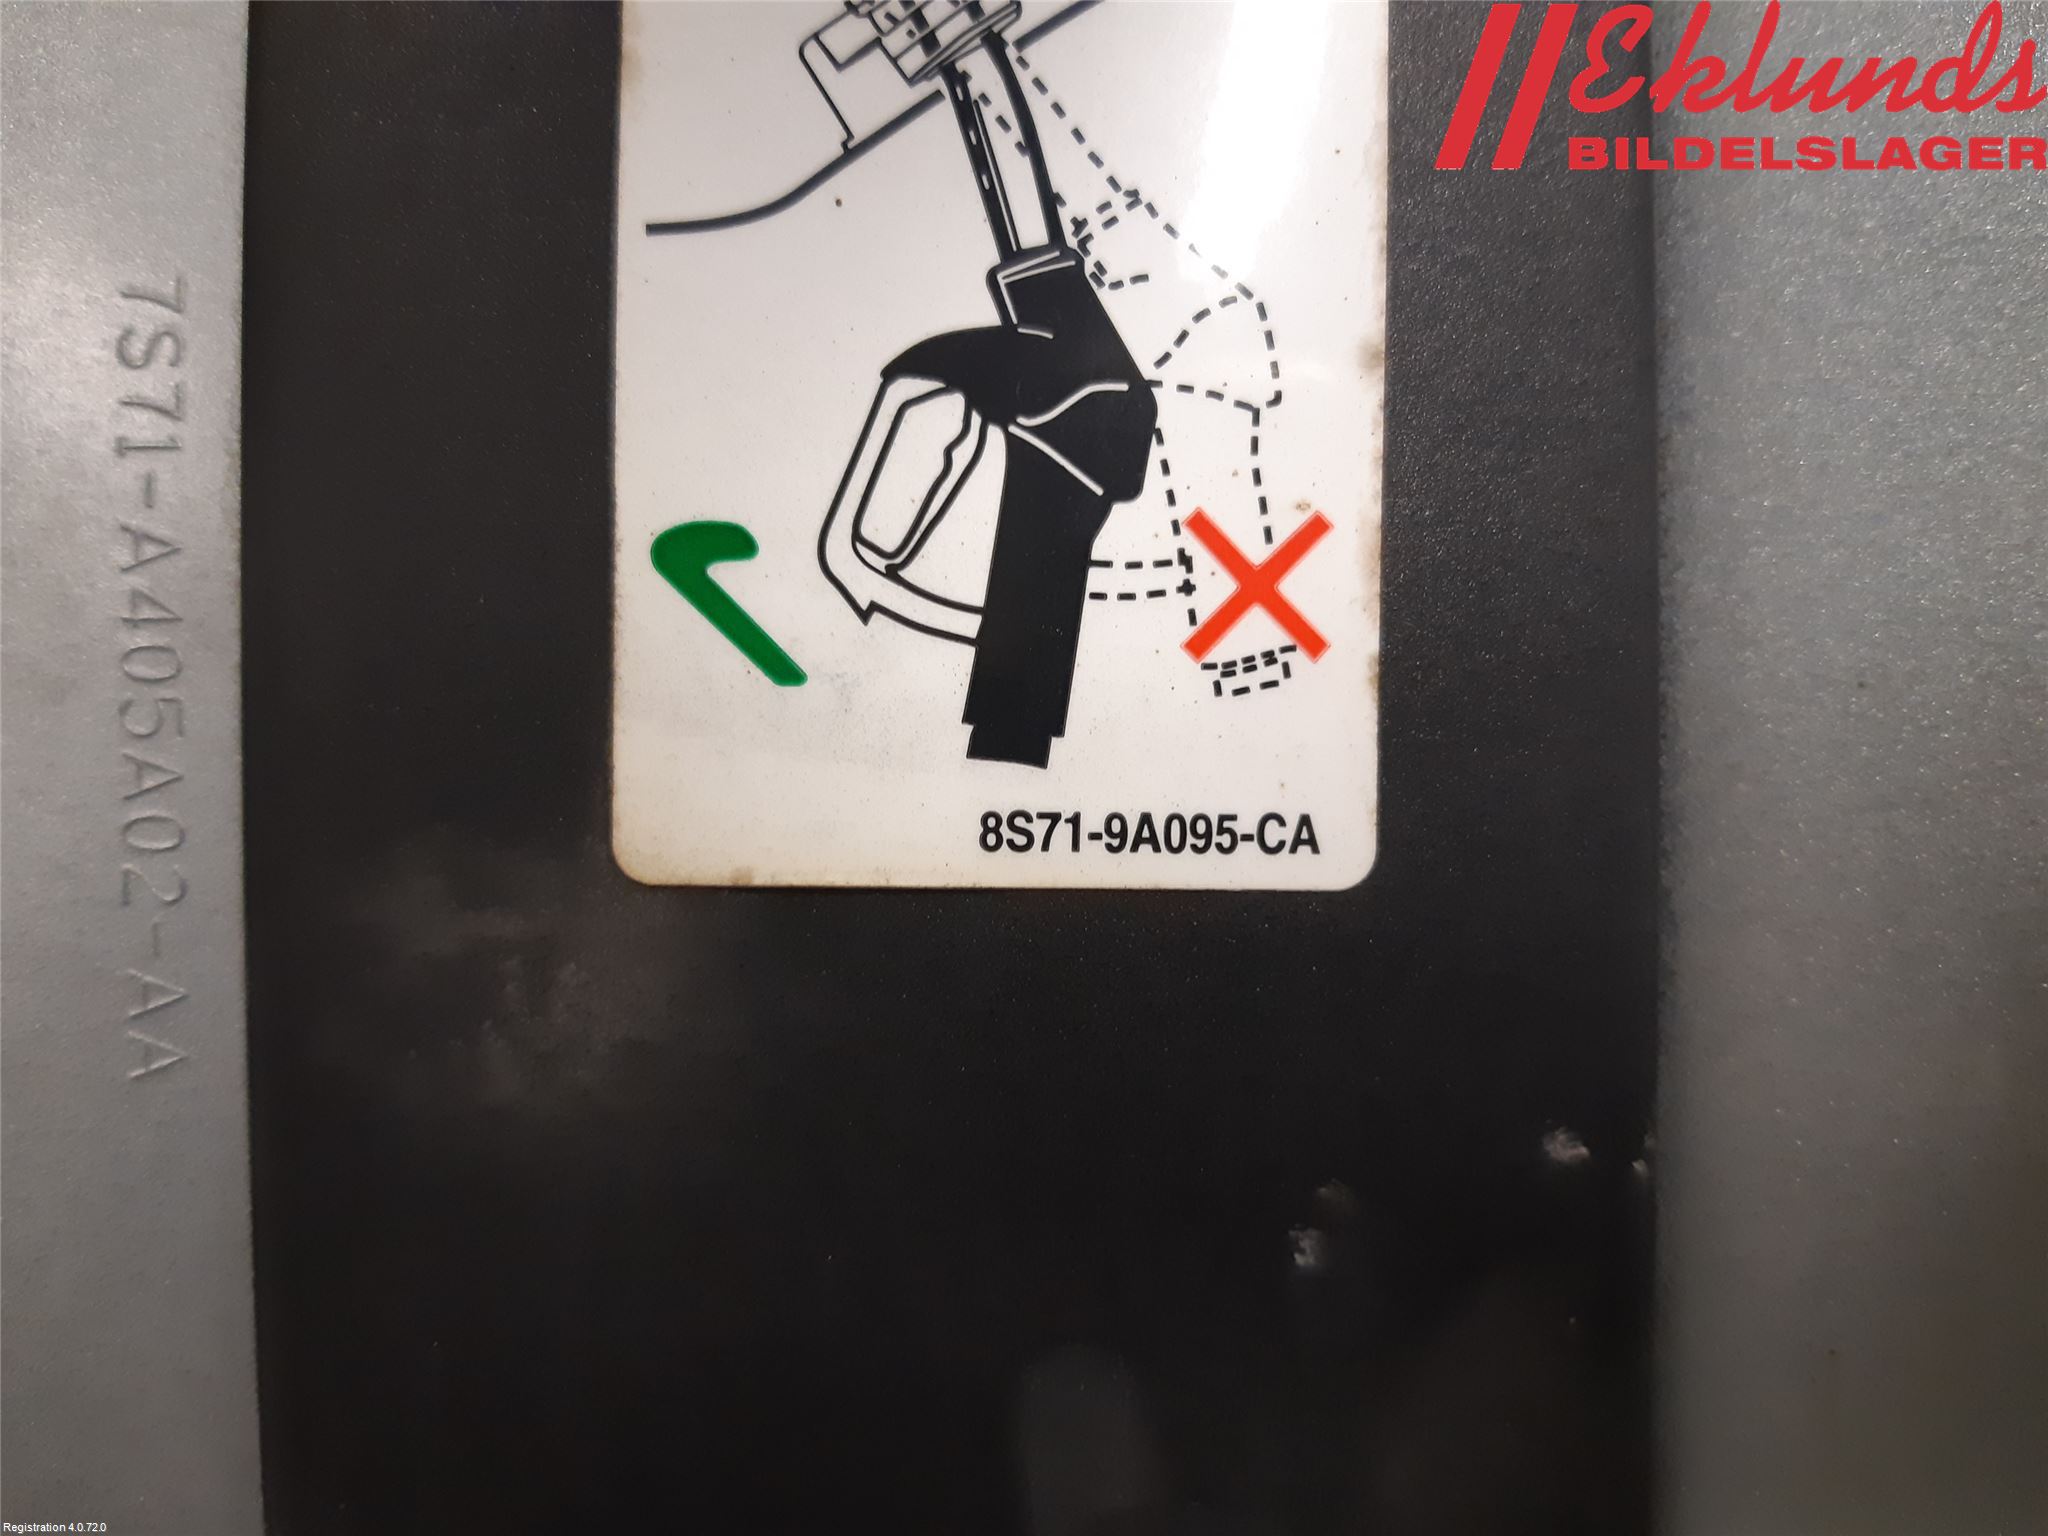 Eklunds
BILDELSLAGER
7S71-A405A02-AA
8S71-9A095-CA
Registration 4.0.72.0